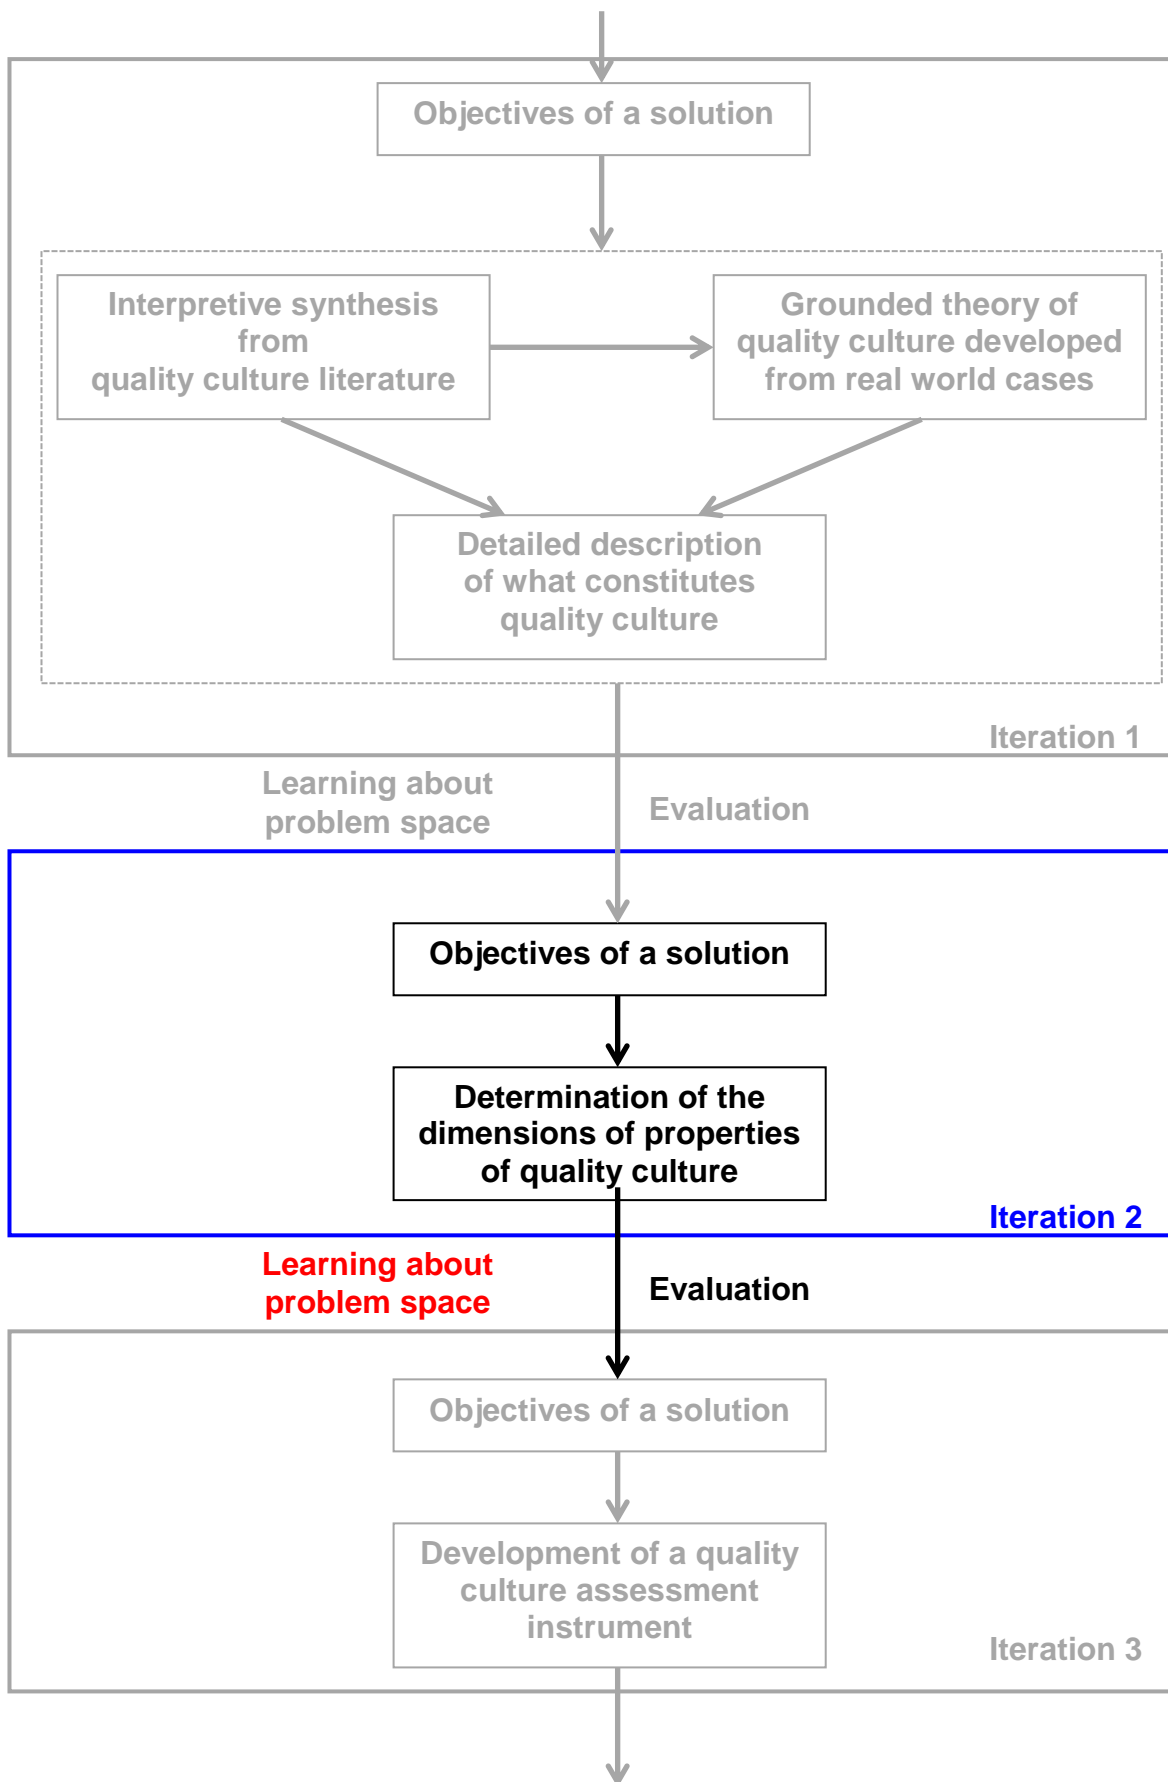 Objectives of a solution
Interpretive synthesis
from
quality culture literature
Grounded theory of
quality culture developed
from real world cases
Detailed description
of what constitutes
quality culture
Iteration 1
Learning about
problem space
Evaluation
Objectives of a solution
Determination of the
dimensions of properties
of quality culture
Iteration 2
Learning about
problem space
Evaluation
Objectives of a solution
Development of a quality
culture assessment
instrument
Iteration 3